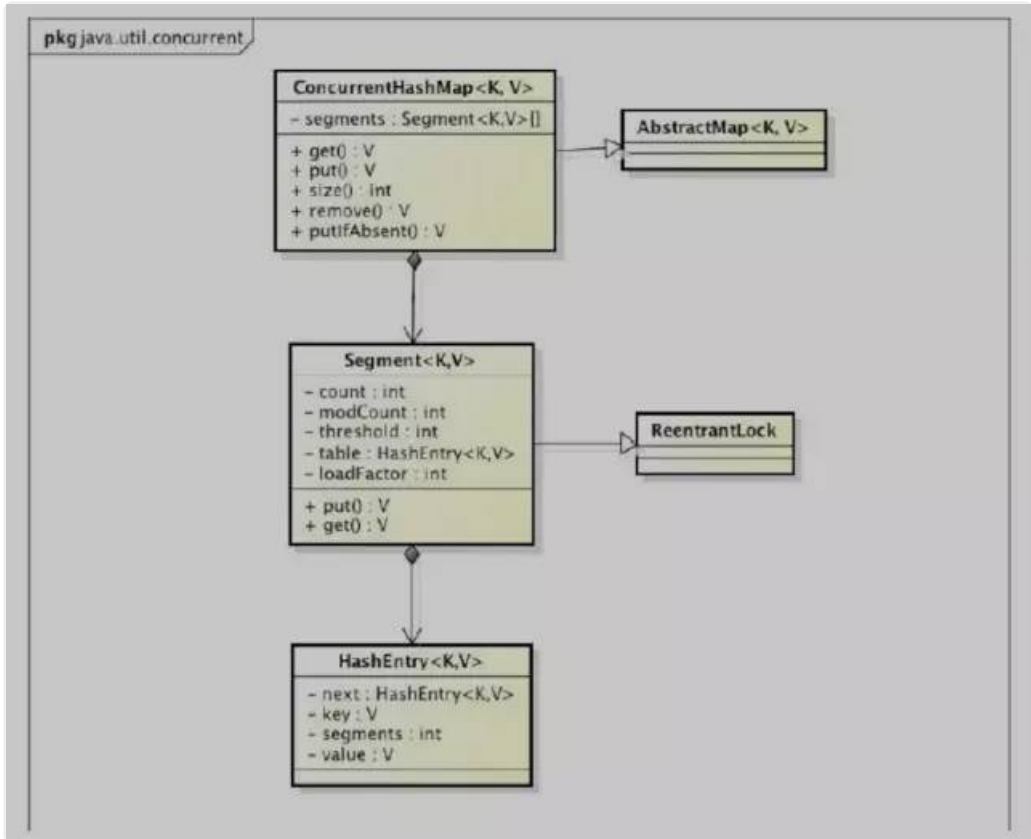 pkg java.util.concurrent
ConcurrentHashMap<K, V>
- segments : Segment<K,V>[]
+ get() : V
+ put() : V
+ size() : int
+ remove() : V
+ putIfAbsent() : V
AbstractMap<K, V>
Segment<K,V>
- count : int
- modCount : int
- threshold : int
- table : HashEntry<K,V>
- loadFactor : int
+ put() : V
+ get() : V
ReentrantLock
HashEntry<K,V>
- next : HashEntry<K,V>
- key : V
- segments : int
- value : V